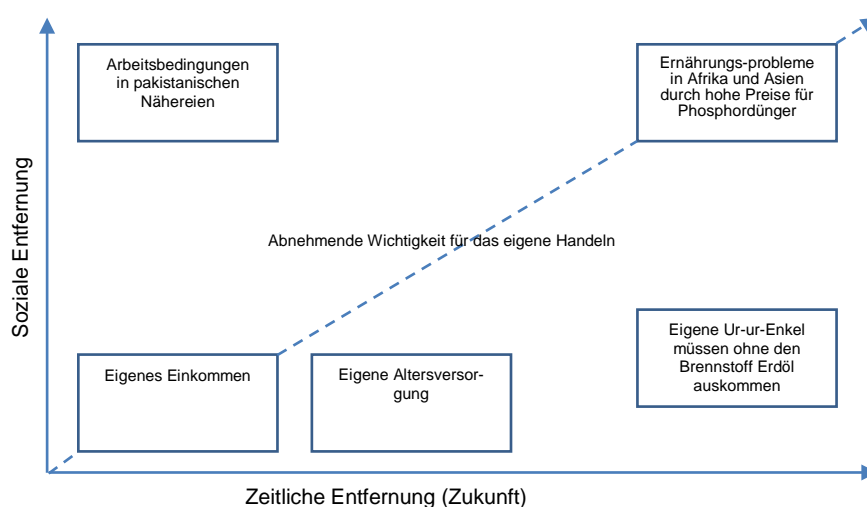 Arbeitsbedingungen
in pakistanischen
Nähereien
Ernährungs-probleme
in Afrika und Asien
durch hohe Preise für
Phosphordünger
Soziale Entfernung
Abnehmende Wichtigkeit für das eigene Handeln
Eigenes Einkommen
Eigene Altersversor-
gung
Eigene Ur-ur-Enkel
müssen ohne den
Brennstoff Erdöl
auskommen
Zeitliche Entfernung (Zukunft)